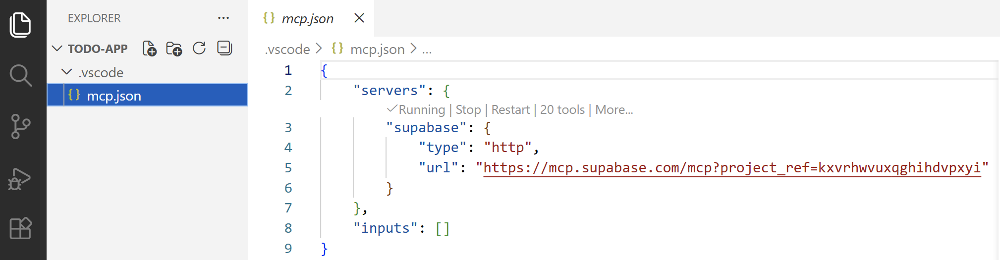 EXPLORER ...
TODO-APP
.vscode
{} mcp.json
{} mcp.json
.vscode > {} mcp.json > ...
1 {
2 "servers": {
✓Running | Stop | Restart | 20 tools | More...
3 "supabase": {
4 "type": "http",
5 "url": "https://mcp.supabase.com/mcp?project_ref=kxvrhwvuxqghihdvpxyi"
6 }
7 },
8 "inputs": []
9 }